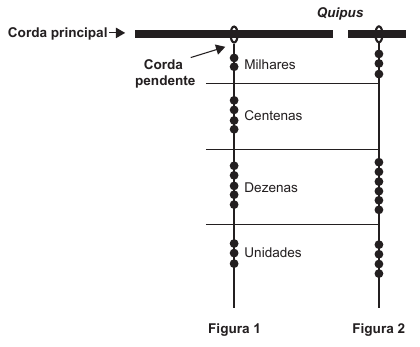 Quipus
Corda principal
Corda
pendente
Milhares
Centenas
Dezenas
Unidades
Figura 1
Figura 2